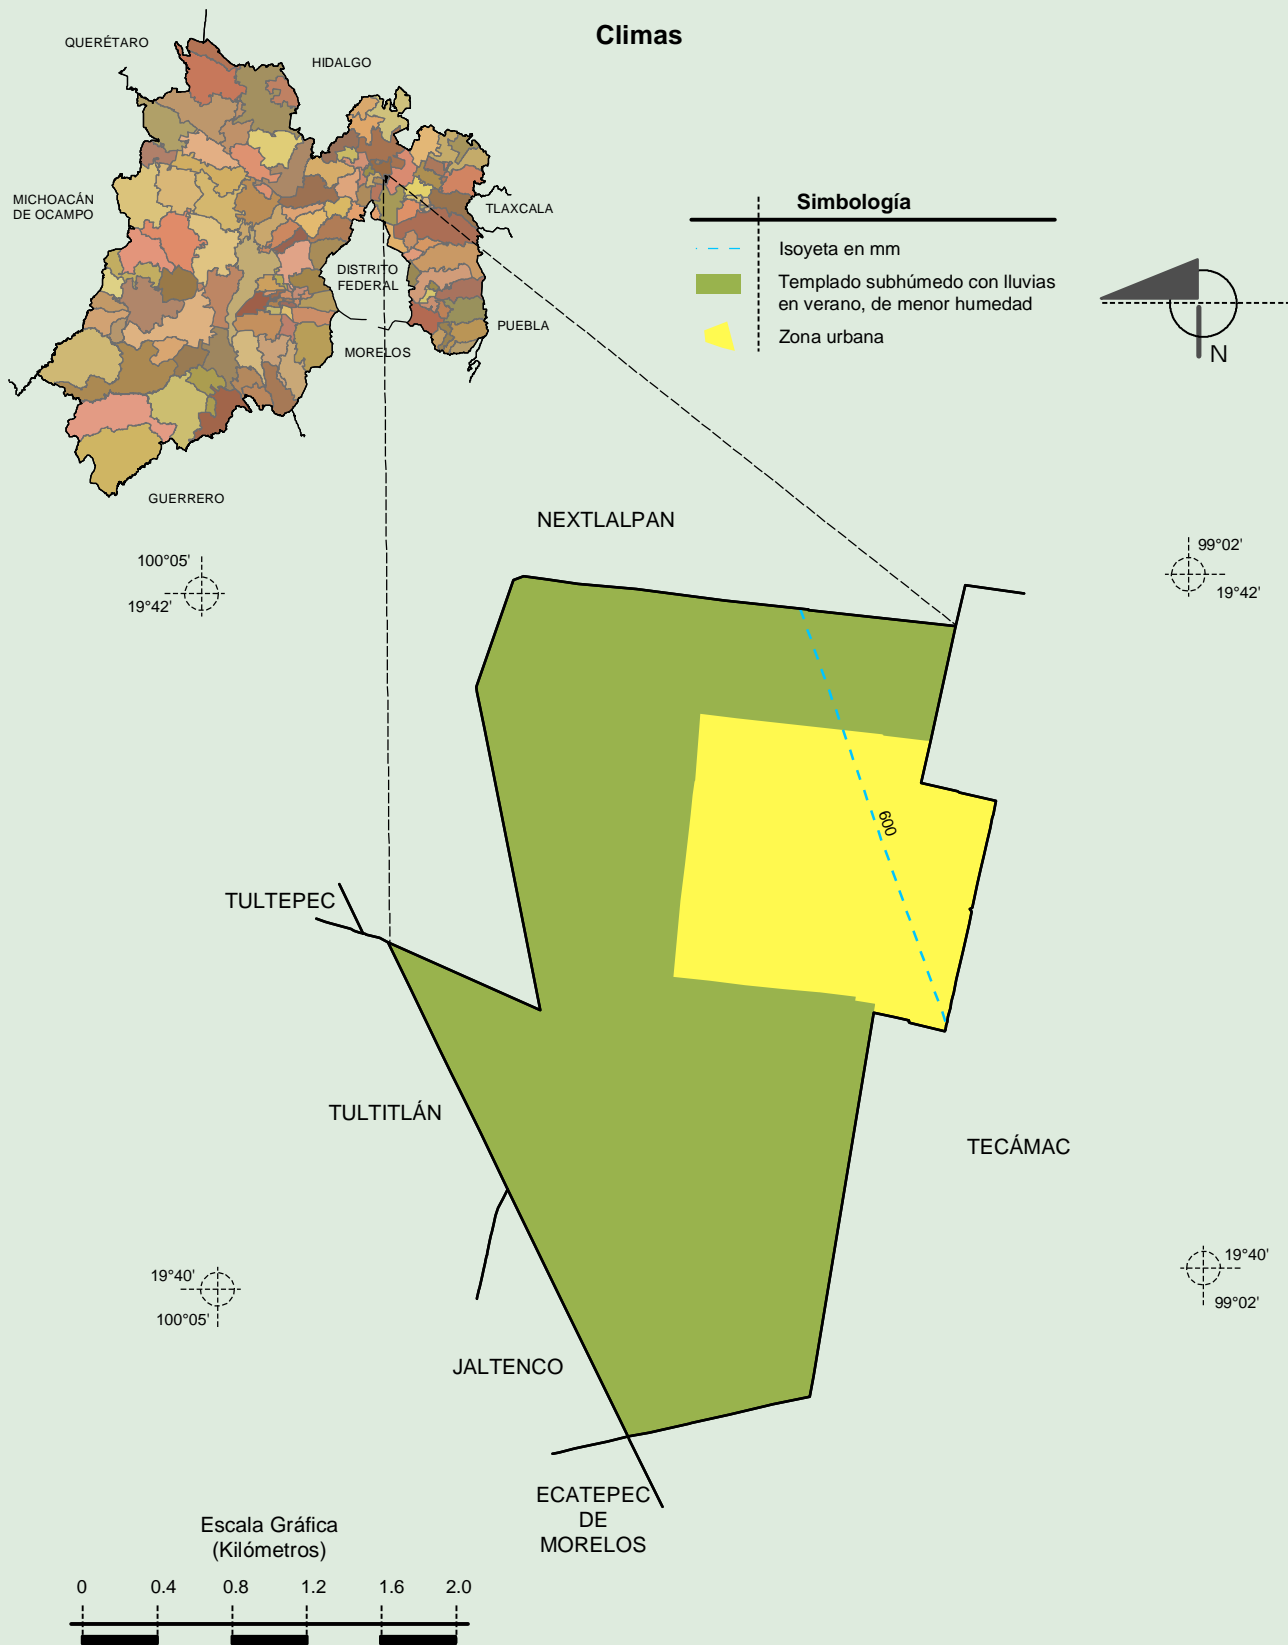 Climas
QUERÉTARO
HIDALGO
MICHOACÁN
DE OCAMPO
TLAXCALA
DISTRITO
FEDERAL
PUEBLA
MORELOS
GUERRERO
Simbología
Isoyeta en mm
Templado subhúmedo con lluvias
en verano, de menor humedad
Zona urbana
N
NEXTLALPAN
100°05'
19°42'
99°02'
19°42'
600
TULTEPEC
TULTITLÁN
TECÁMAC
19°40'
100°05'
19°40'
99°02'
JALTENCO
ECATEPEC
DE
MORELOS
Escala Gráfica
(Kilómetros)
0 0.4 0.8 1.2 1.6 2.0